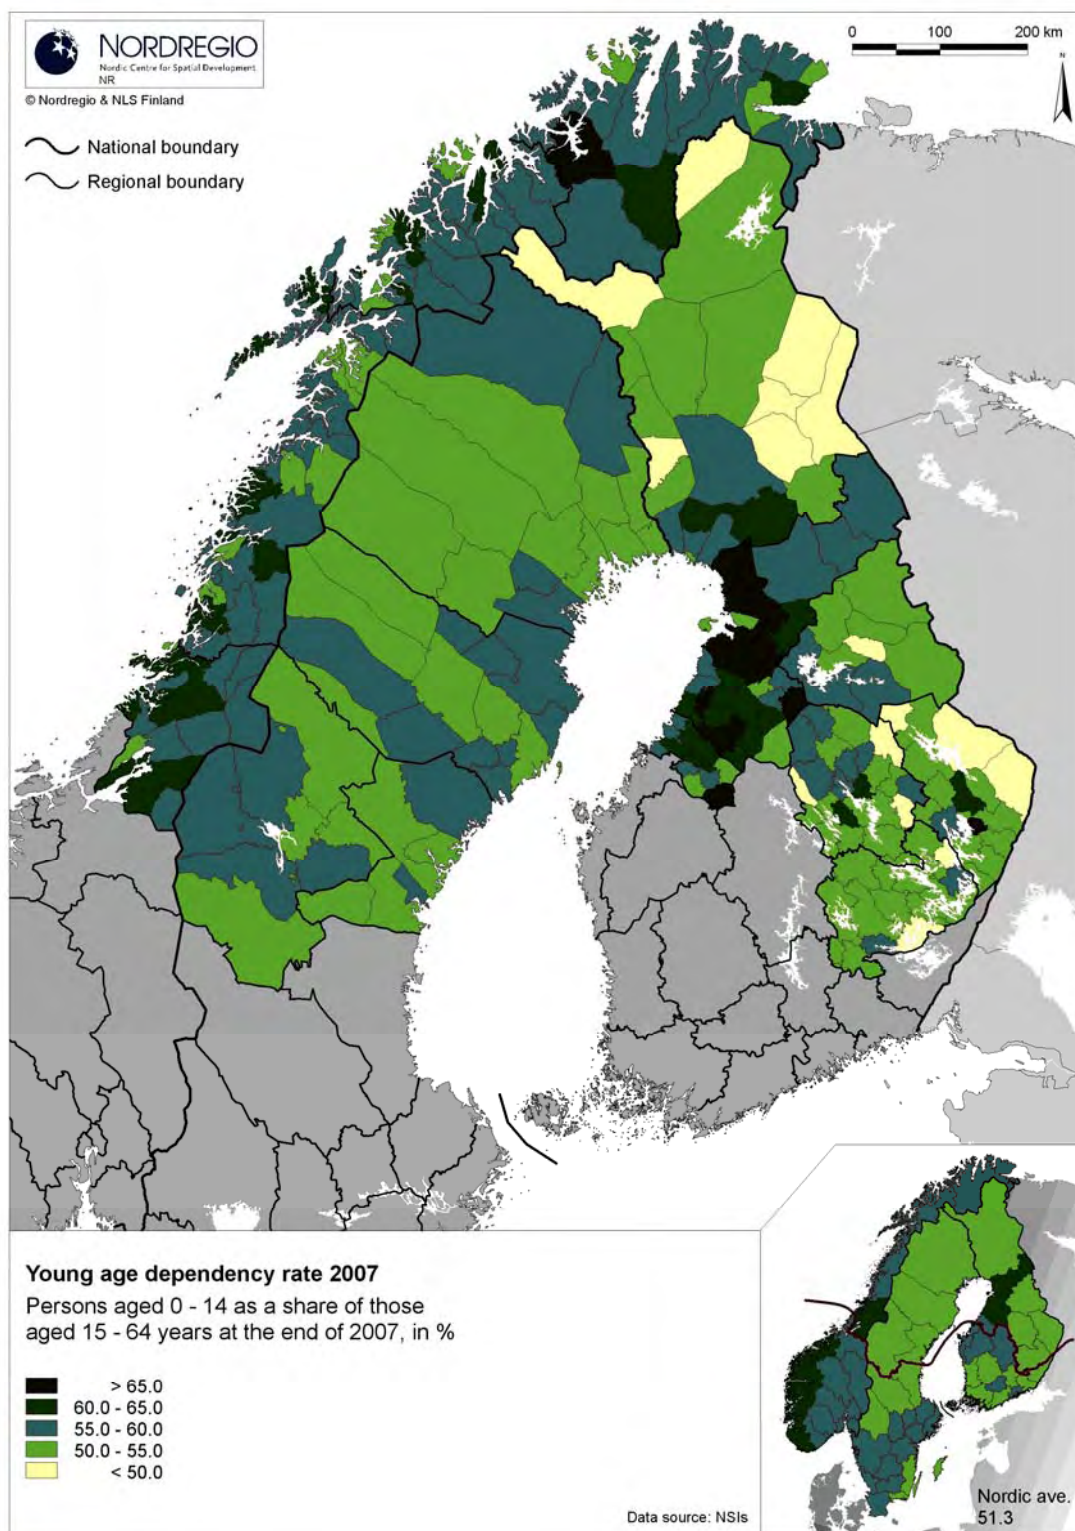 NORDREGIO
Nordic Centre for Spatial Development
NR
© Nordregio & NLS Finland
National boundary
Regional boundary
0 100 200 km
N
Young age dependency rate 2007
Persons aged 0 - 14 as a share of those
aged 15 - 64 years at the end of 2007, in %
> 65.0
60.0 - 65.0
55.0 - 60.0
50.0 - 55.0
< 50.0
Data source: NSIs
Nordic ave.
51.3